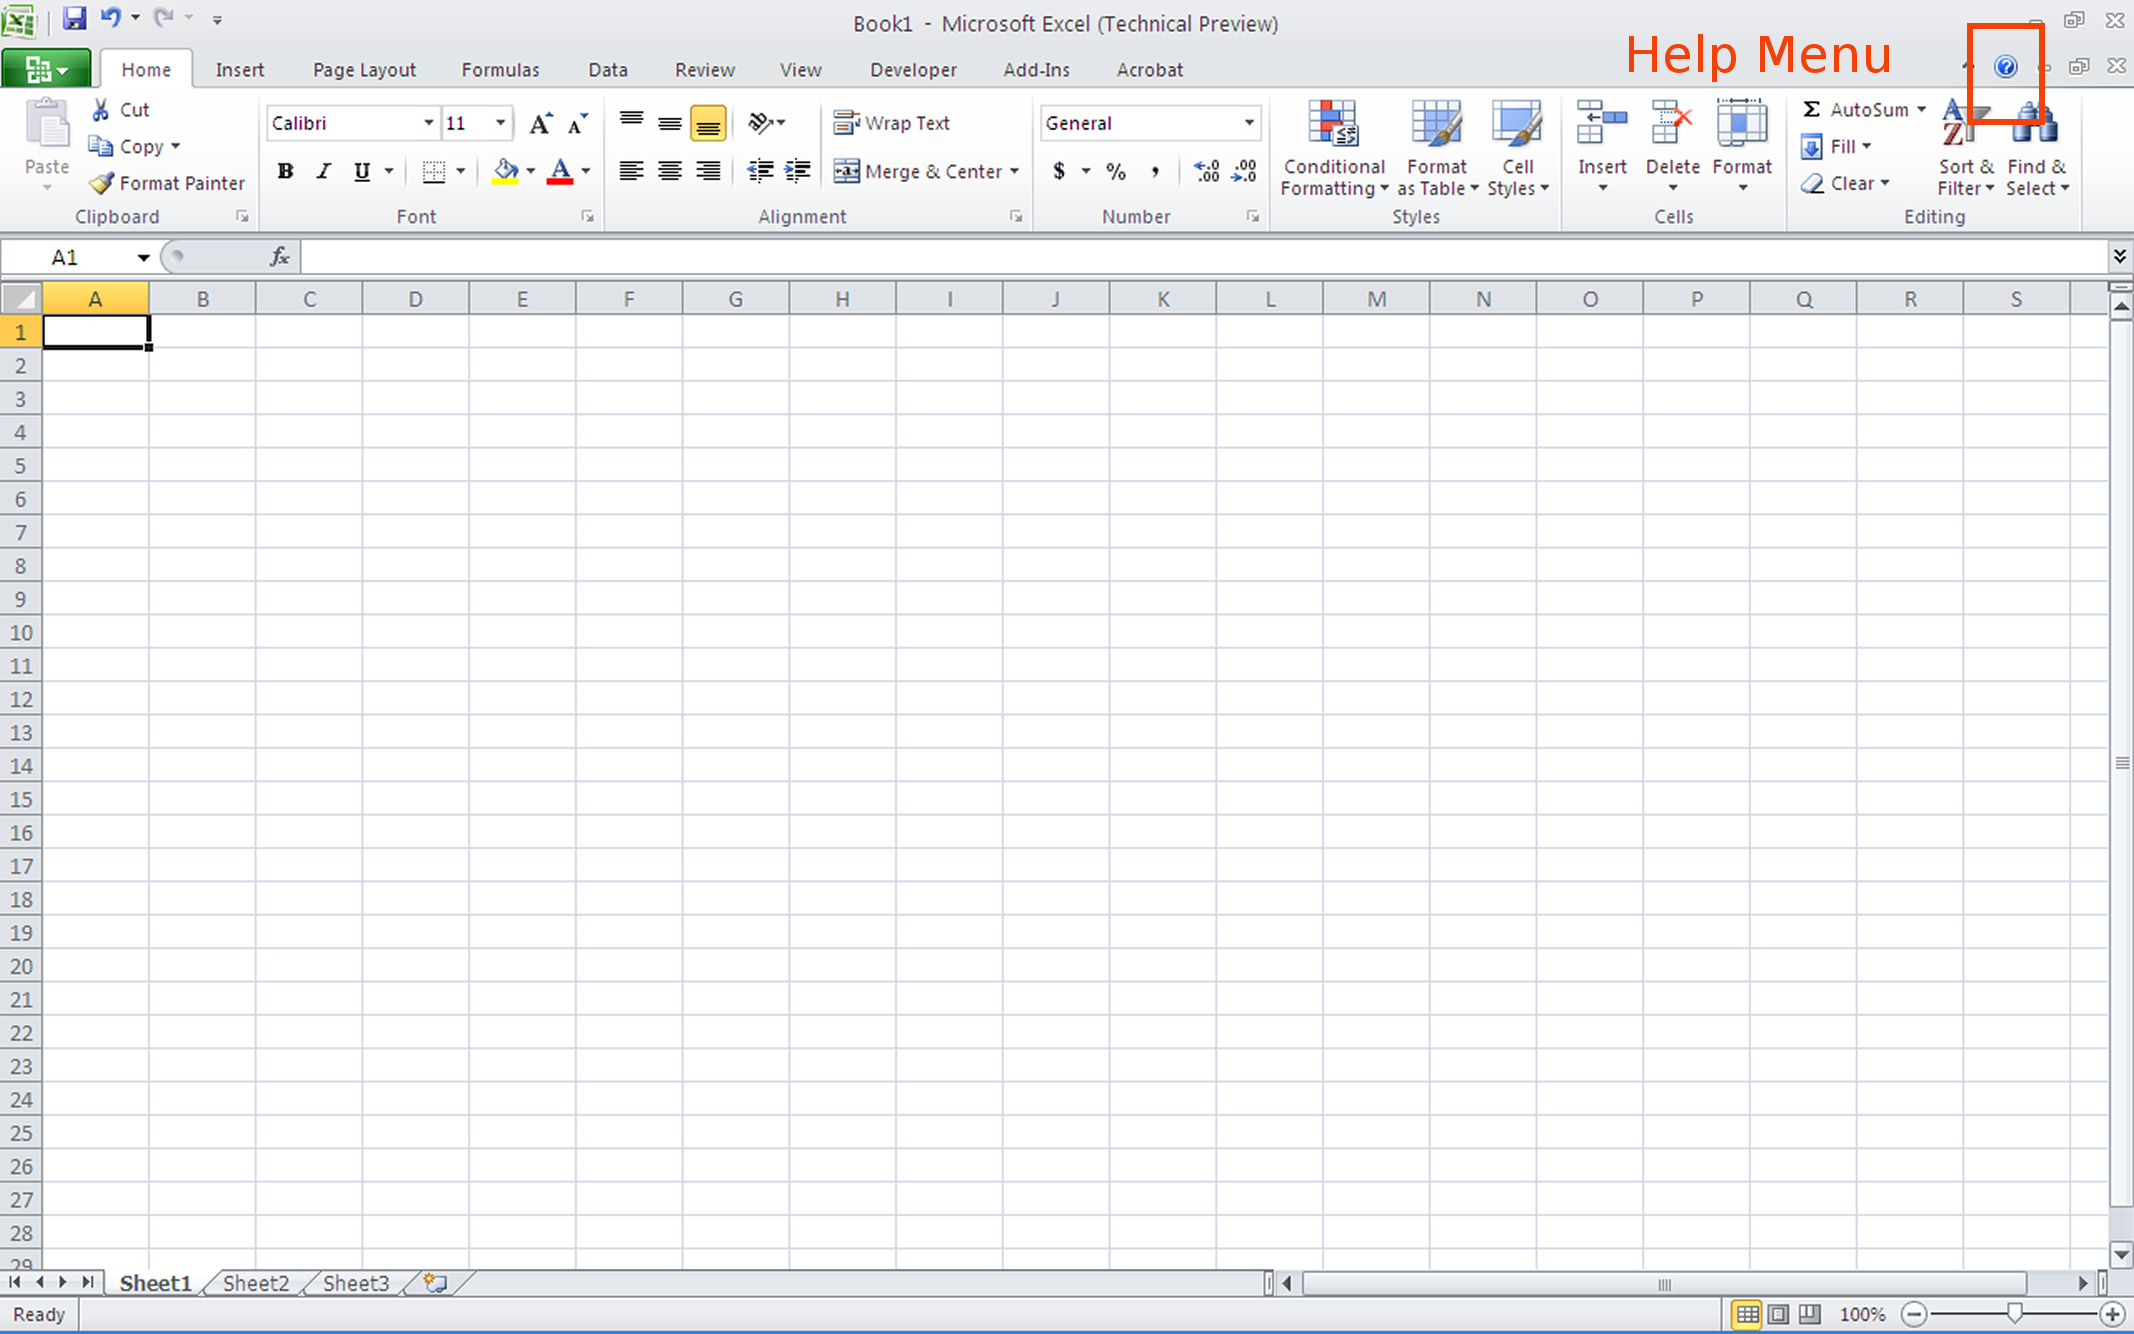 Book1 - Microsoft Excel (Technical Preview)
Help Menu
Home Insert Page Layout Formulas Data Review View Developer Add-Ins Acrobat
Paste
Cut
Copy
Format Painter
Clipboard
Calibri 11
B I U
Font
Wrap Text
Merge & Center
Alignment
General
$ % ,
Number
Conditional Formatting
Format as Table
Cell Styles
Styles
Insert
Delete
Format
Cells
Σ AutoSum
Fill
Clear
Sort & Filter
Find & Select
Editing
A1 fx
A B C D E F G H I J K L M N O P Q R S
1
2
3
4
5
6
7
8
9
10
11
12
13
14
15
16
17
18
19
20
21
22
23
24
25
26
27
28
29
Sheet1 Sheet2 Sheet3
Ready 100%